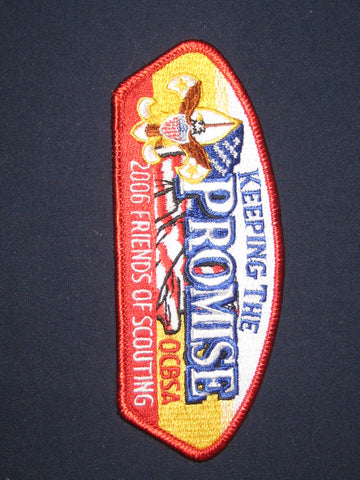 KEEPING THE
PROMISE
OCBSA
2006 FRIENDS OF SCOUTING